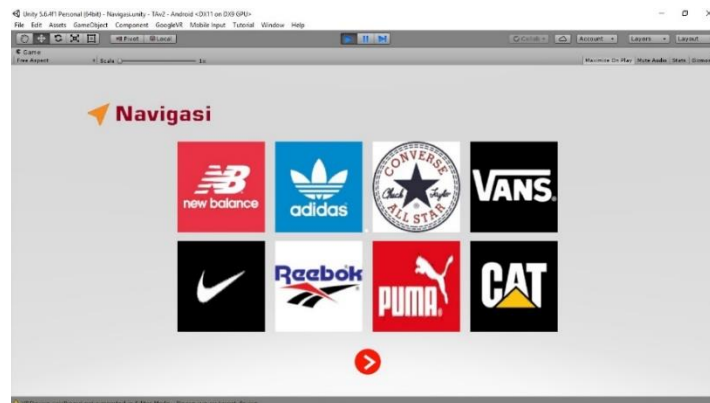 Unity 5.6.4f1 Personal (64bit) - Navigasi.unity - TAv2 - Android <DX11 on DX9 GPU>
File Edit Assets GameObject Component GoogleVR Mobile Input Tutorial Window Help
Pivot Local Collab Account Layers Layout
Game
Free Aspect Scale 1x Maximize On Play Mute Audio Stats Gizmos
Navigasi
new balance adidas CONVERSE Chuck Taylor ALL STAR VANS
Reebok PUMA CAT